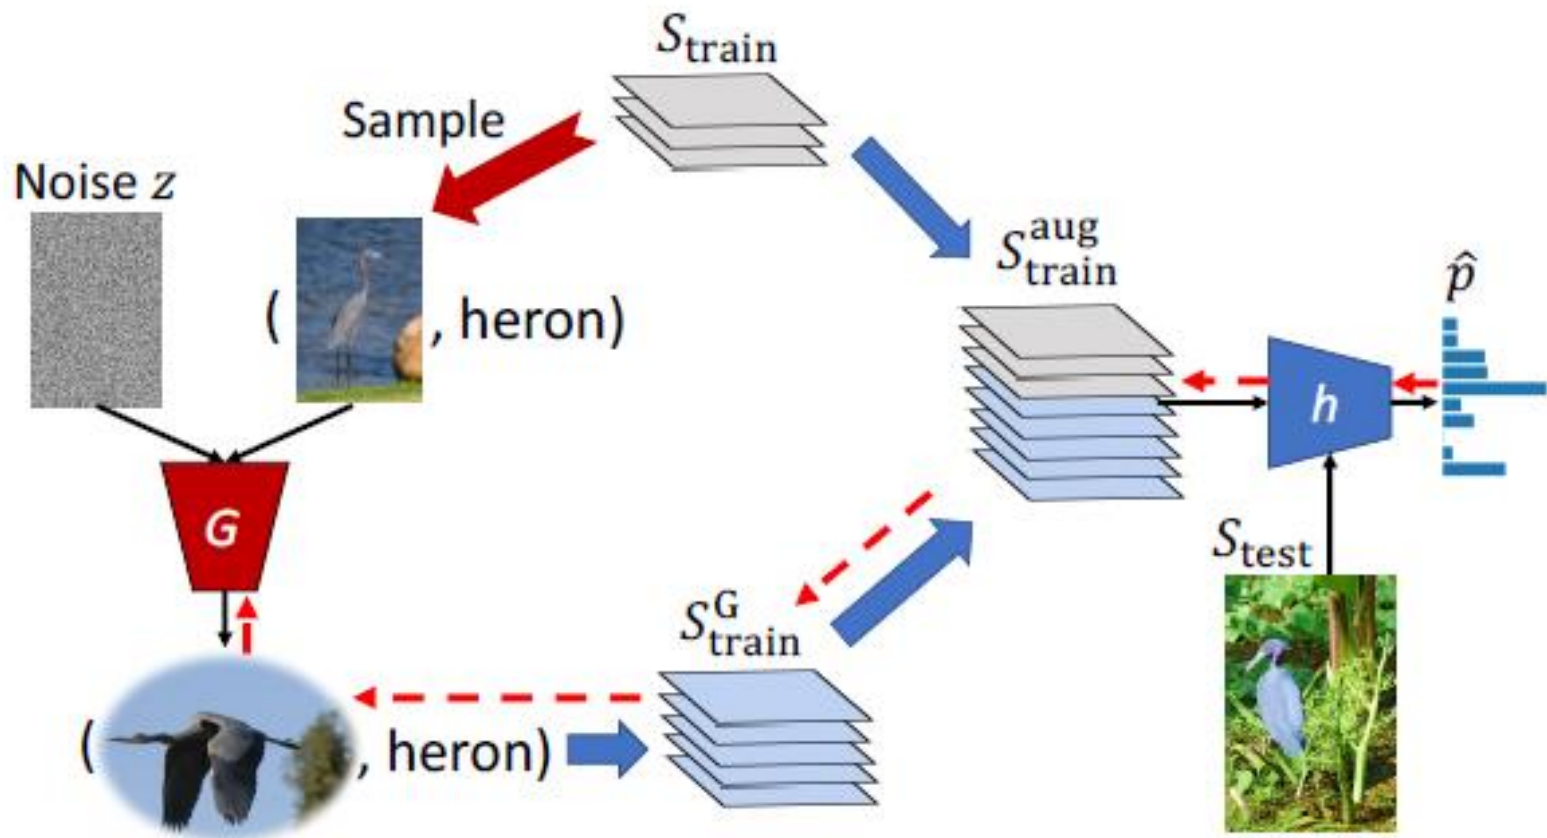 S_train
Sample
Noise z
( , heron)
S_train^aug
p̂
h
G
S_test
S_train^G
( , heron)